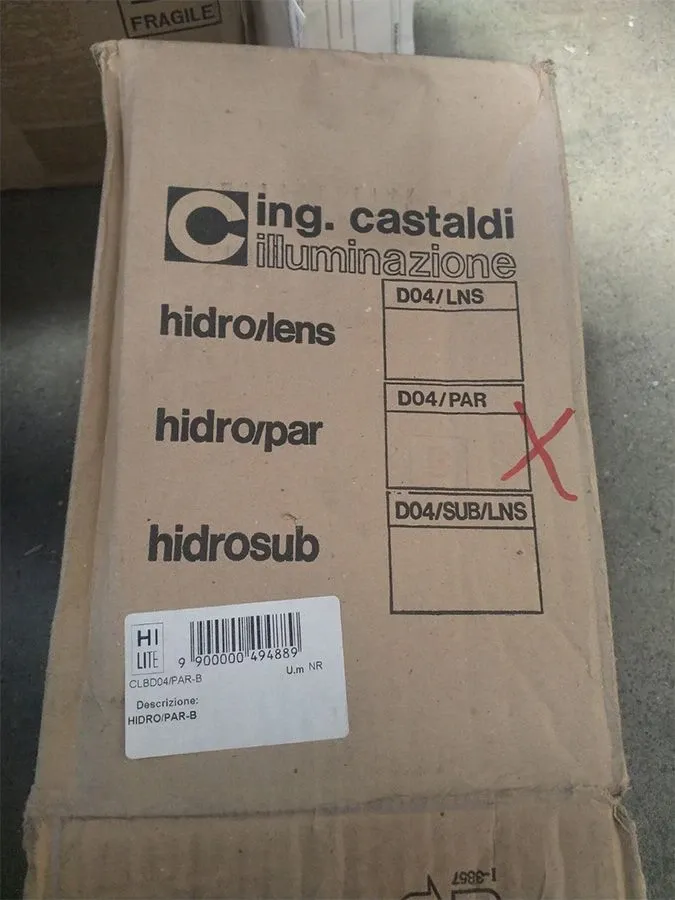 FRAGILE
ing. castaldi
illuminazione
hidro/lens
D04/LNS
hidro/par
D04/PAR
X
hidrosub
D04/SUB/LNS
HI
LITE
9 900000 494889
CLBD04/PAR-B
U.m NR
Descrizione:
HIDRO/PAR-B
I-3857